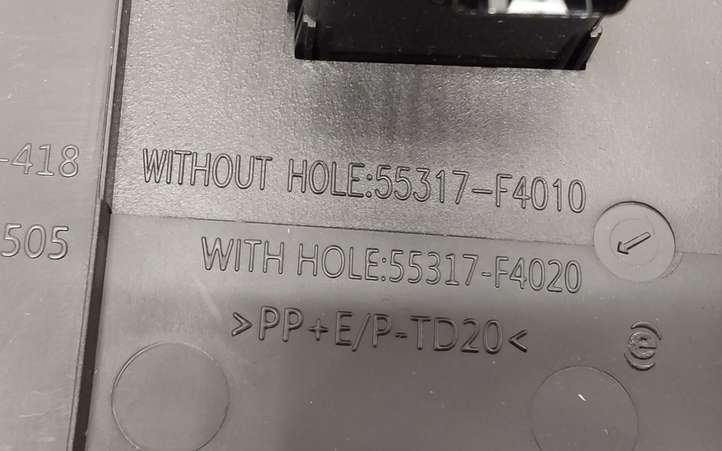 -418
WITHOUT HOLE:55317-F4010
505
WITH HOLE:55317-F4020
>PP+E/P-TD20<
e